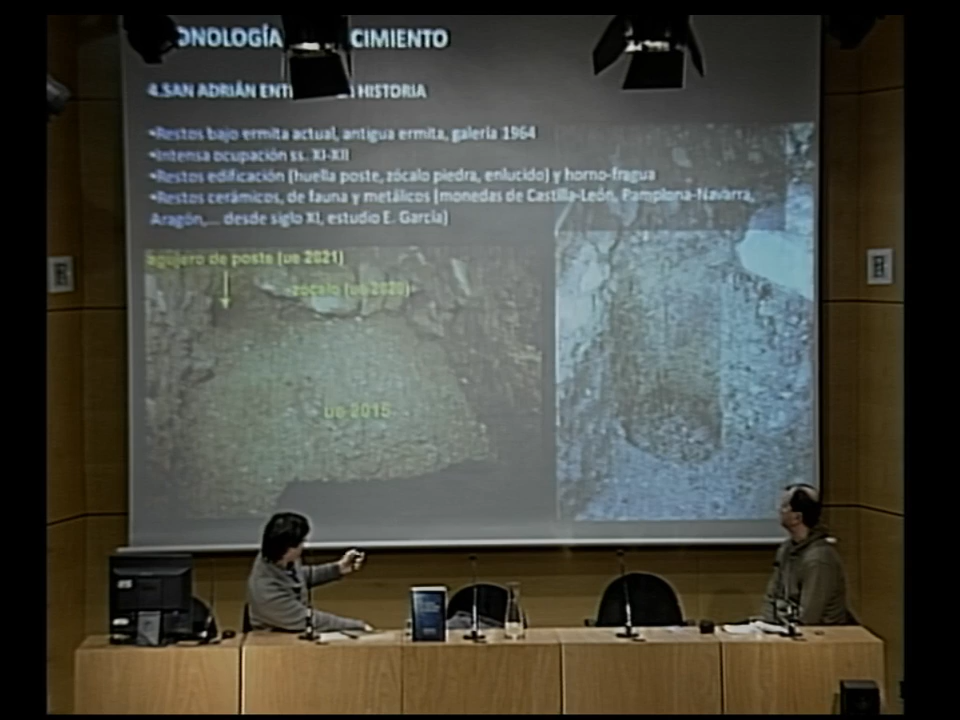 ONOLOGÍA CIMIENTO
4.SAN ADRIÁN ENT HISTORIA
•Restos bajo ermita actual, antigua ermita, galería 1964
•Intensa ocupación ss. XI-XII
•Restos edificación (huella poste, zócalo piedra, enlucido) y horno-fragua
•Restos cerámicos, de fauna y metálicos (monedas de Castilla-León, Pamplona-Navarra,
Aragón,... desde siglo XI, estudio E. García)
agujero de poste (ue 2021)
zócalo (ue 2020)
ue 2015